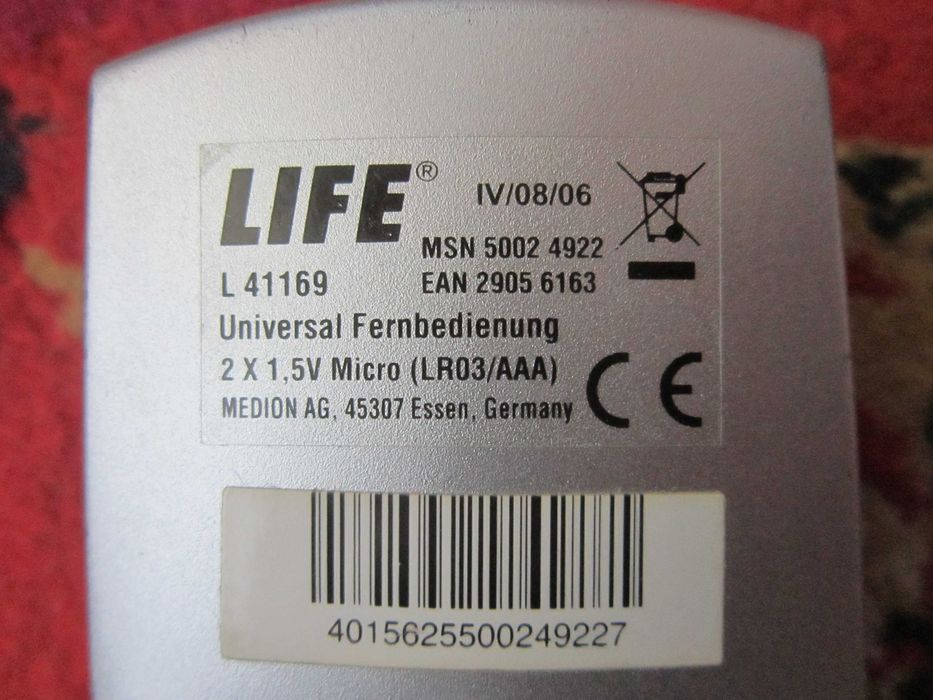 LIFE®
IV/08/06
MSN 5002 4922
L 41169
EAN 2905 6163
Universal Fernbedienung
2 X 1,5V Micro (LR03/AAA)
MEDION AG, 45307 Essen, Germany
CE
4015625500249227